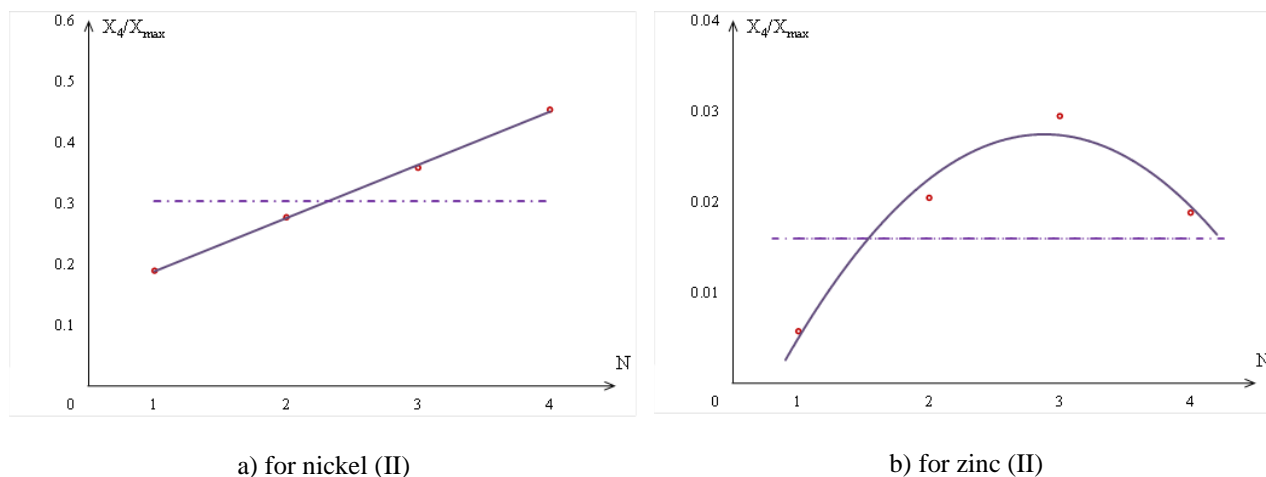 0.6
X4/Xmax
0.5
0.4
0.3
0.2
0.1
N
0 1 2 3 4
a) for nickel (II)
0.04
X4/Xmax
0.03
0.02
0.01
N
0 1 2 3 4
b) for zinc (II)